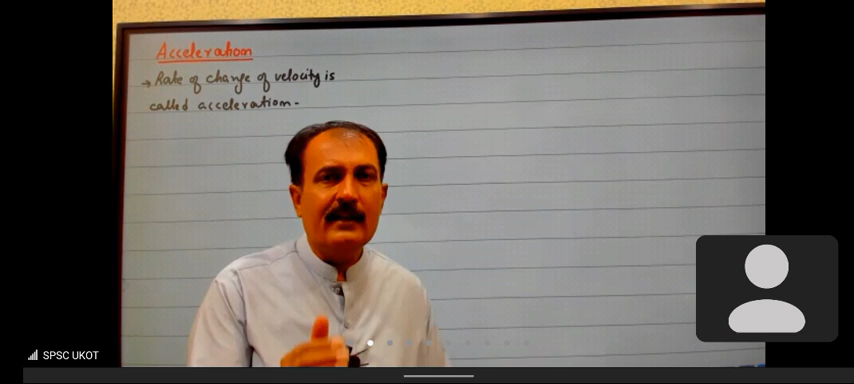 Acceleration
→ Rate of change of velocity is
called acceleration.
SPSC UKOT